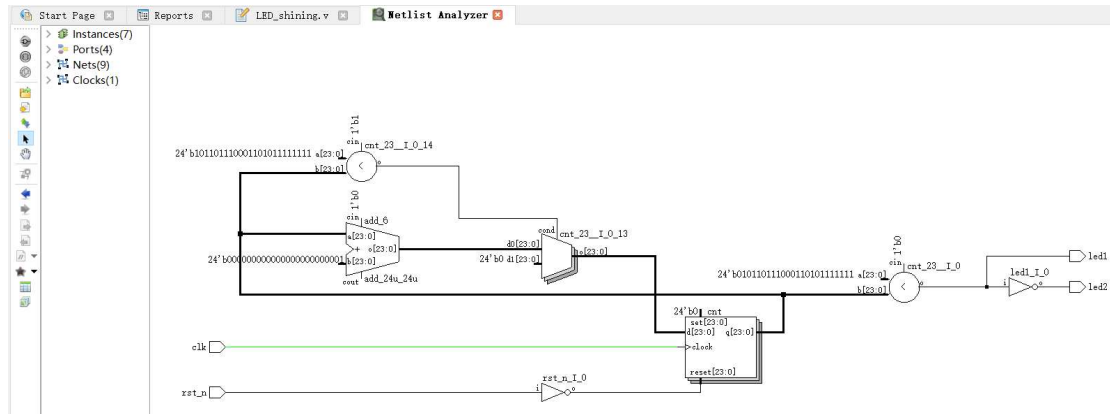 Start Page
Reports
LED_shining.v
Netlist Analyzer
Instances(7)
Ports(4)
Nets(9)
Clocks(1)
1'b1
cin
cnt_23__I_0_14
24'b101101110001101011111111 a[23:0]
b[23:0]
<
o
1'b0
cin
add_6
a[23:0]
+ o[23:0]
24'b000000000000000000000001 b[23:0]
cout
add_24u_24u
cond
cnt_23__I_0_13
d0[23:0]
24'b0 d1[23:0]
o[23:0]
1'b0
cin
cnt_23__I_0
24'b010110111000110101111111 a[23:0]
b[23:0]
<
o
led1
led1_I_0
i
o
led2
24'b0
cnt
set[23:0]
d[23:0] q[23:0]
clock
reset[23:0]
clk
rst_n
rst_n_I_0
i
o